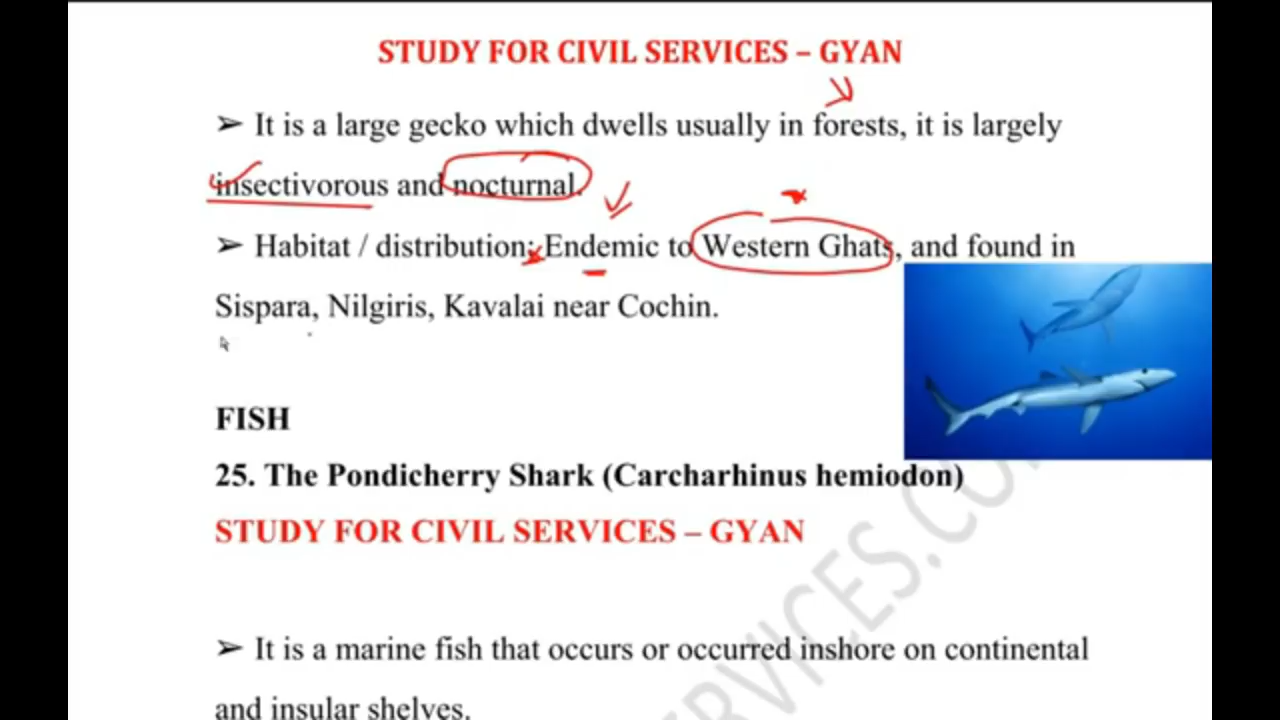 STUDY FOR CIVIL SERVICES – GYAN
➢ It is a large gecko which dwells usually in forests, it is largely
insectivorous and nocturnal.
➢ Habitat / distribution: Endemic to Western Ghats, and found in
Sispara, Nilgiris, Kavalai near Cochin.
FISH
25. The Pondicherry Shark (Carcharhinus hemiodon)
STUDY FOR CIVIL SERVICES – GYAN
➢ It is a marine fish that occurs or occurred inshore on continental
and insular shelves.